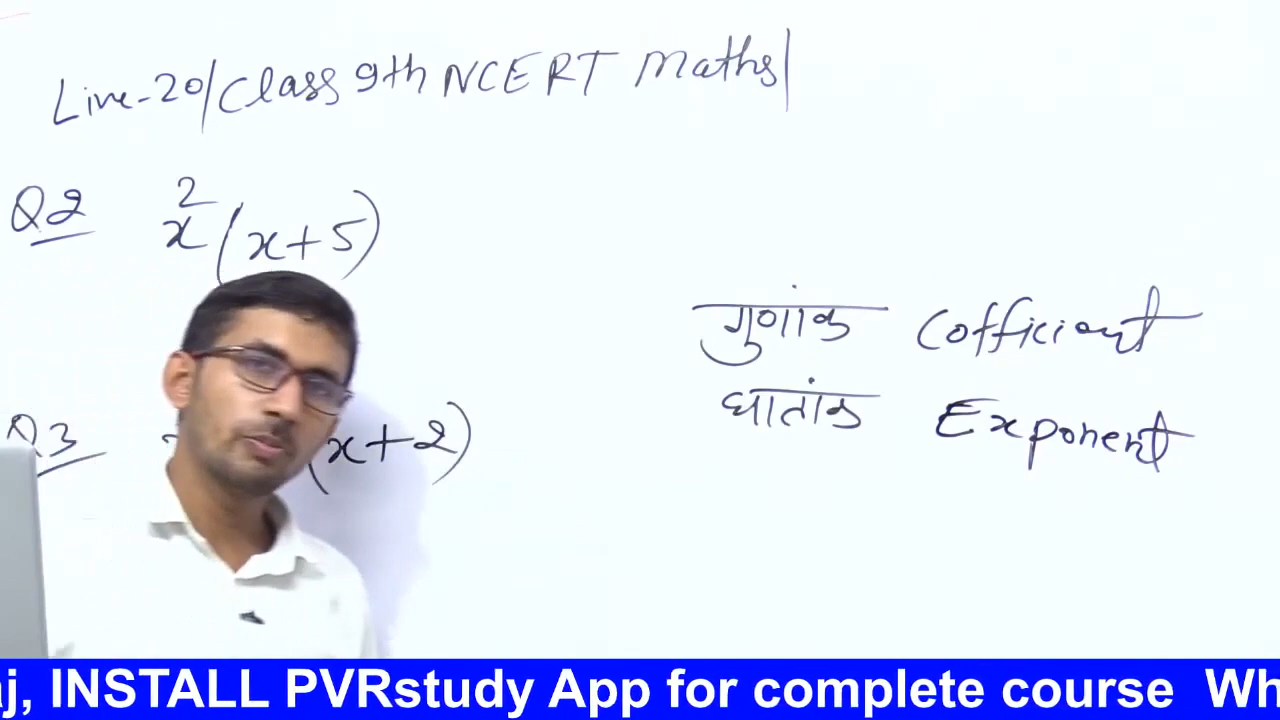 Live-20/Class 9th NCERT Maths/
Q2 x²(x+5)
गुणांक Cofficient
घातांक Exponent
Q3 (x+2)
INSTALL PVRstudy App for complete course